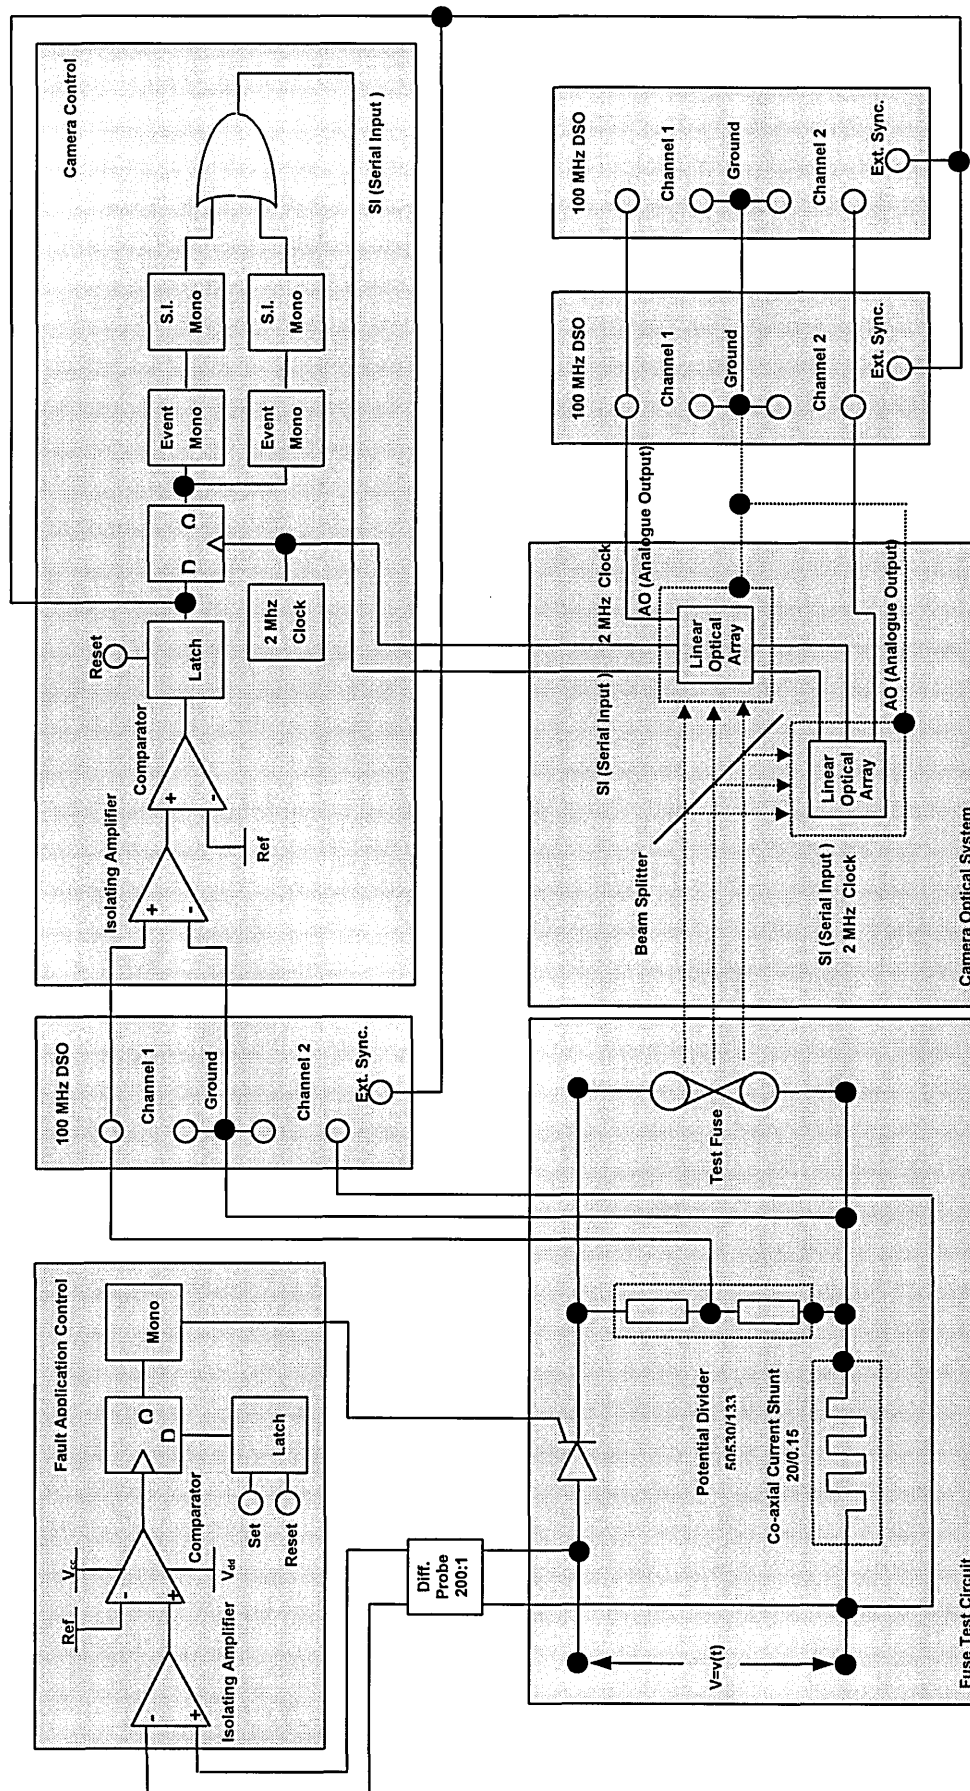 Camera Control
SI (Serial Input )
S.I.
Mono
S.I.
Mono
Event
Mono
Event
Mono
D
Q
2 Mhz
Clock
Reset
Latch
Comparator
+
-
Ref
Isolating Amplifier
+
-
100 MHz DSO
Channel 1
Ground
Channel 2
Ext. Sync.
Fault Application Control
Mono
Q
D
Latch
Comparator
Set
Reset
Vcc
Vdd
-
+
Ref
Isolating Amplifier
-
+
100 MHz DSO
Channel 1
Ground
Channel 2
Ext. Sync.
100 MHz DSO
Channel 1
Ground
Channel 2
Ext. Sync.
AO (Analogue Output)
2 MHz Clock
SI (Serial Input )
Linear
Optical
Array
AO (Analogue Output)
Linear
Optical
Array
SI (Serial Input )
2 MHz Clock
Beam Splitter
Camera Optical System
Test Fuse
Potential Divider
50530/133
Co-axial Current Shunt
20/0.15
Diff.
Probe
200:1
V=v(t)
Fuse Test Circuit